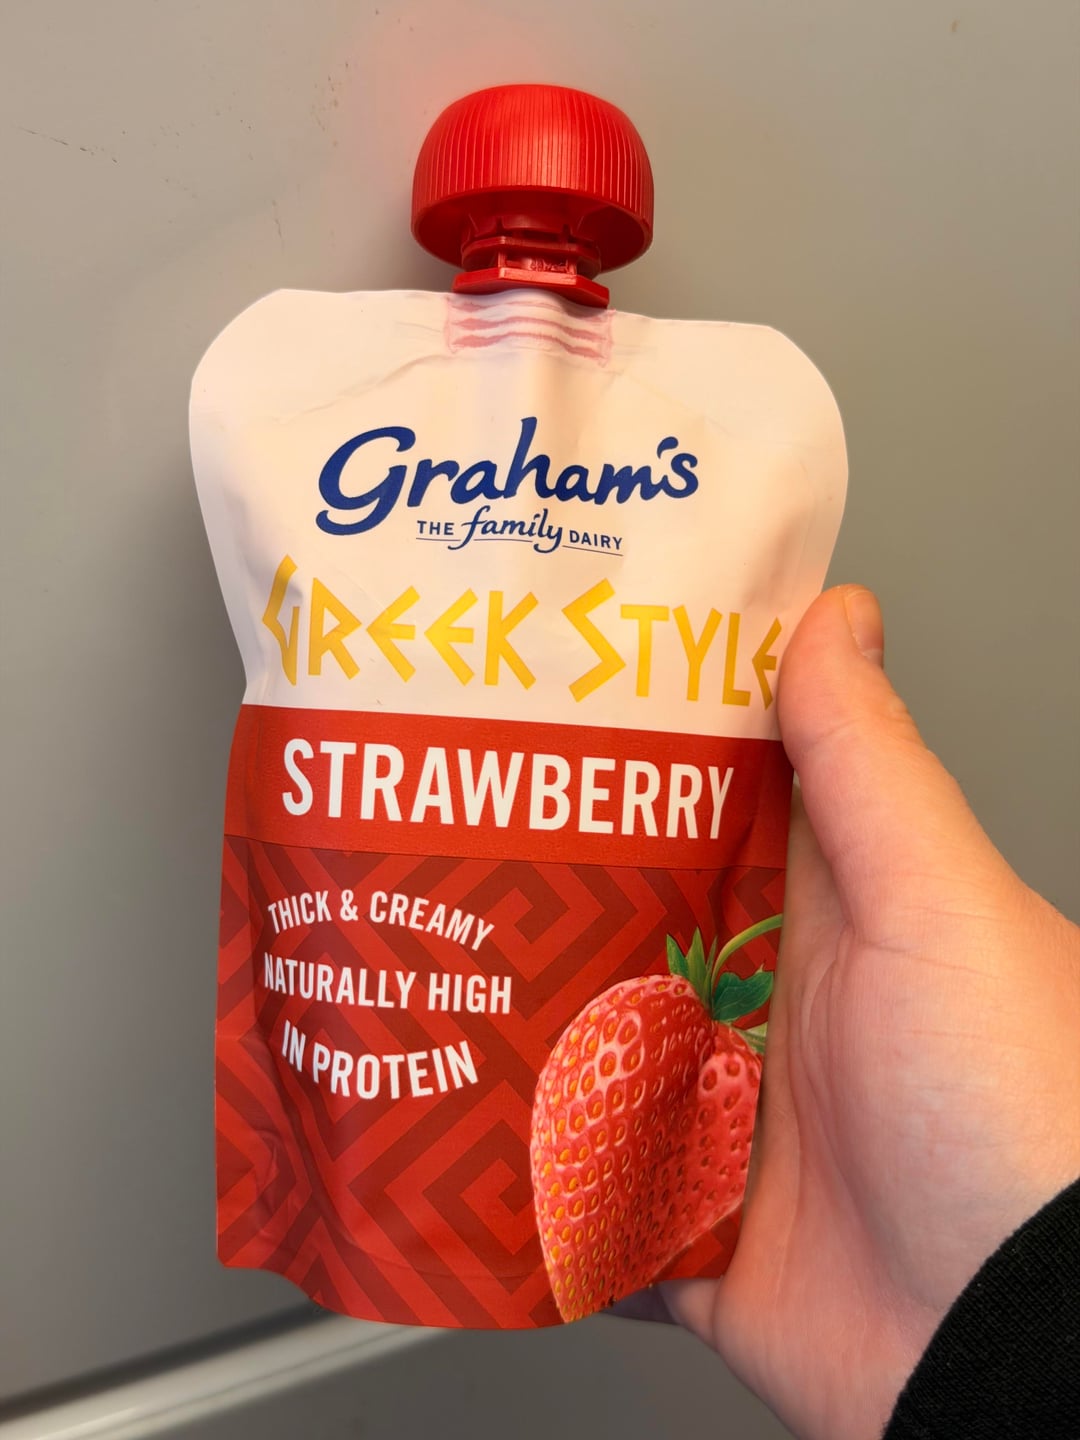 Graham's
THE family DAIRY
GREEK STYLE
STRAWBERRY
THICK & CREAMY
NATURALLY HIGH
IN PROTEIN